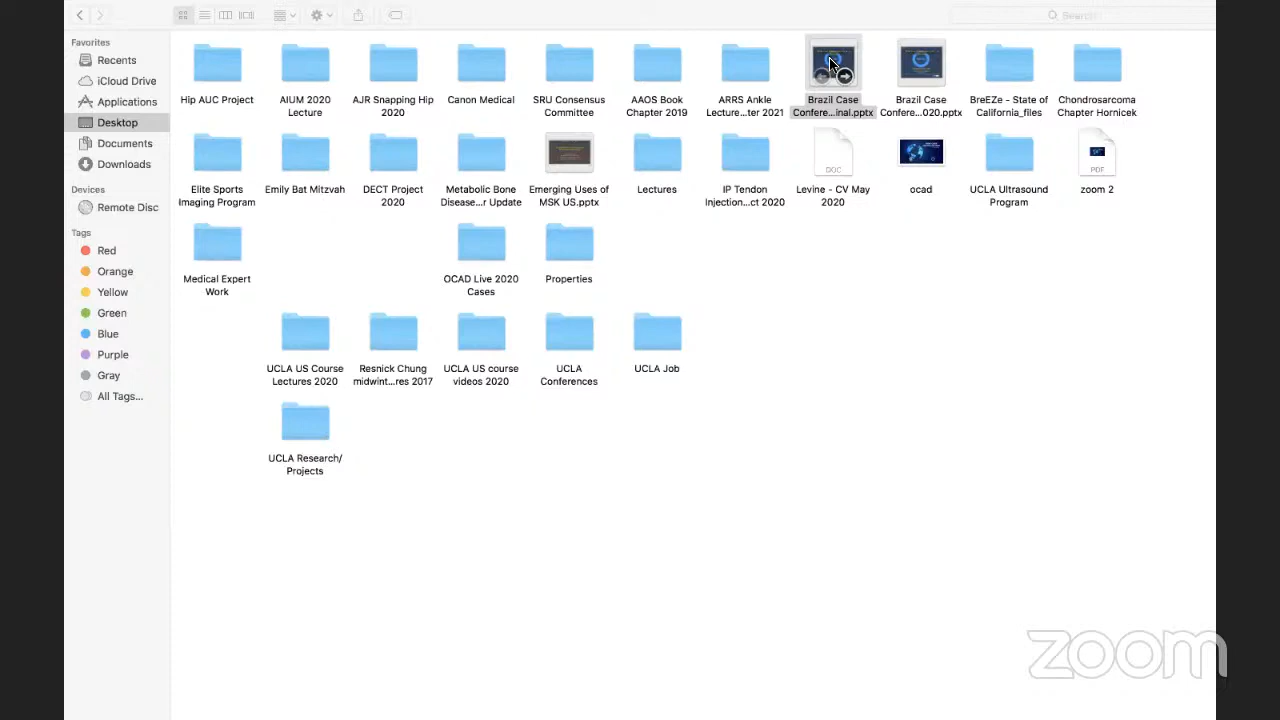 Search
Favorites
Recents
iCloud Drive
Applications
Desktop
Documents
Downloads
Devices
Remote Disc
Tags
Red
Orange
Yellow
Green
Blue
Purple
Gray
All Tags...
Hip AUC Project
AIUM 2020
Lecture
AJR Snapping Hip
2020
Canon Medical
SRU Consensus
Committee
AAOS Book
Chapter 2019
ARRS Ankle
Lecture...ter 2021
Brazil Case
Confere...inal.pptx
Brazil Case
Confere...020.pptx
BreEZe - State of
California_files
Chondrosarcoma
Chapter Hornicek
Elite Sports
Imaging Program
Emily Bat Mitzvah
DECT Project
2020
Metabolic Bone
Disease...r Update
Emerging Uses of
MSK US.pptx
Lectures
IP Tendon
Injection...ct 2020
DOC
Levine - CV May
2020
ocad
UCLA Ultrasound
Program
PDF
zoom 2
Medical Expert
Work
OCAD Live 2020
Cases
Properties
UCLA US Course
Lectures 2020
Resnick Chung
midwint...res 2017
UCLA US course
videos 2020
UCLA
Conferences
UCLA Job
UCLA Research/
Projects
zoom